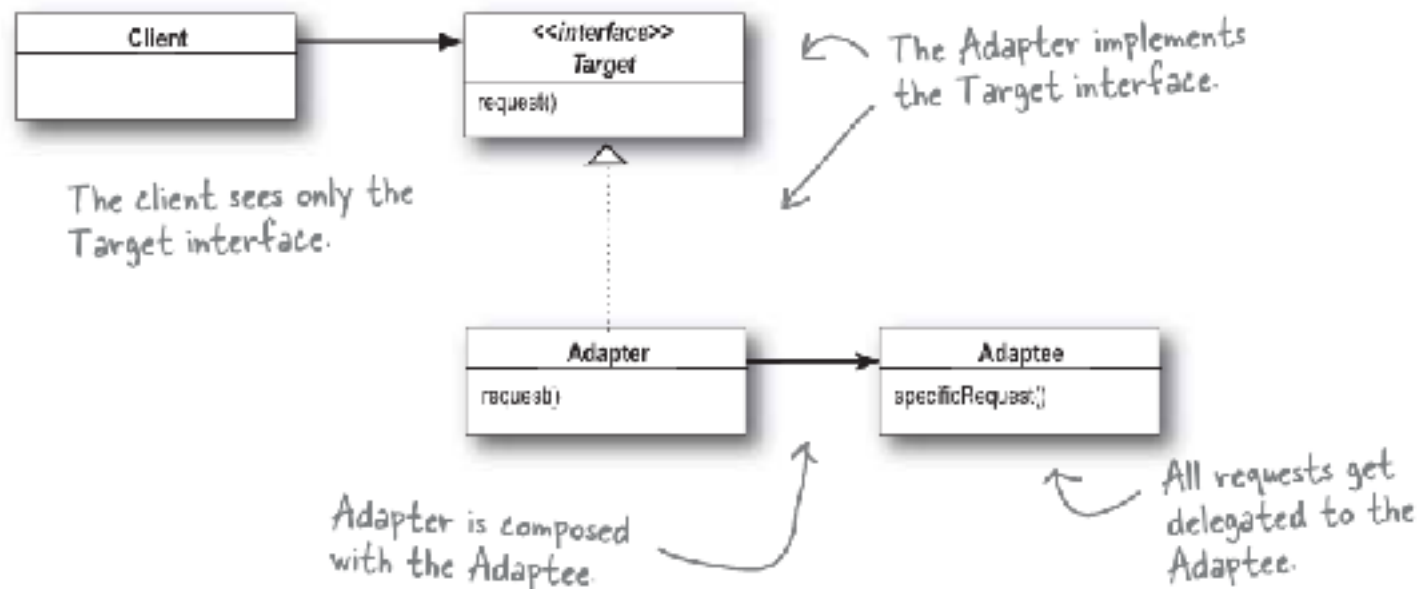 Client
<<interface>>
Target
request()
The Adapter implements
the Target interface.
The client sees only the
Target interface.
Adapter
request()
Adaptee
specificRequest()
Adapter is composed
with the Adaptee.
All requests get
delegated to the
Adaptee.